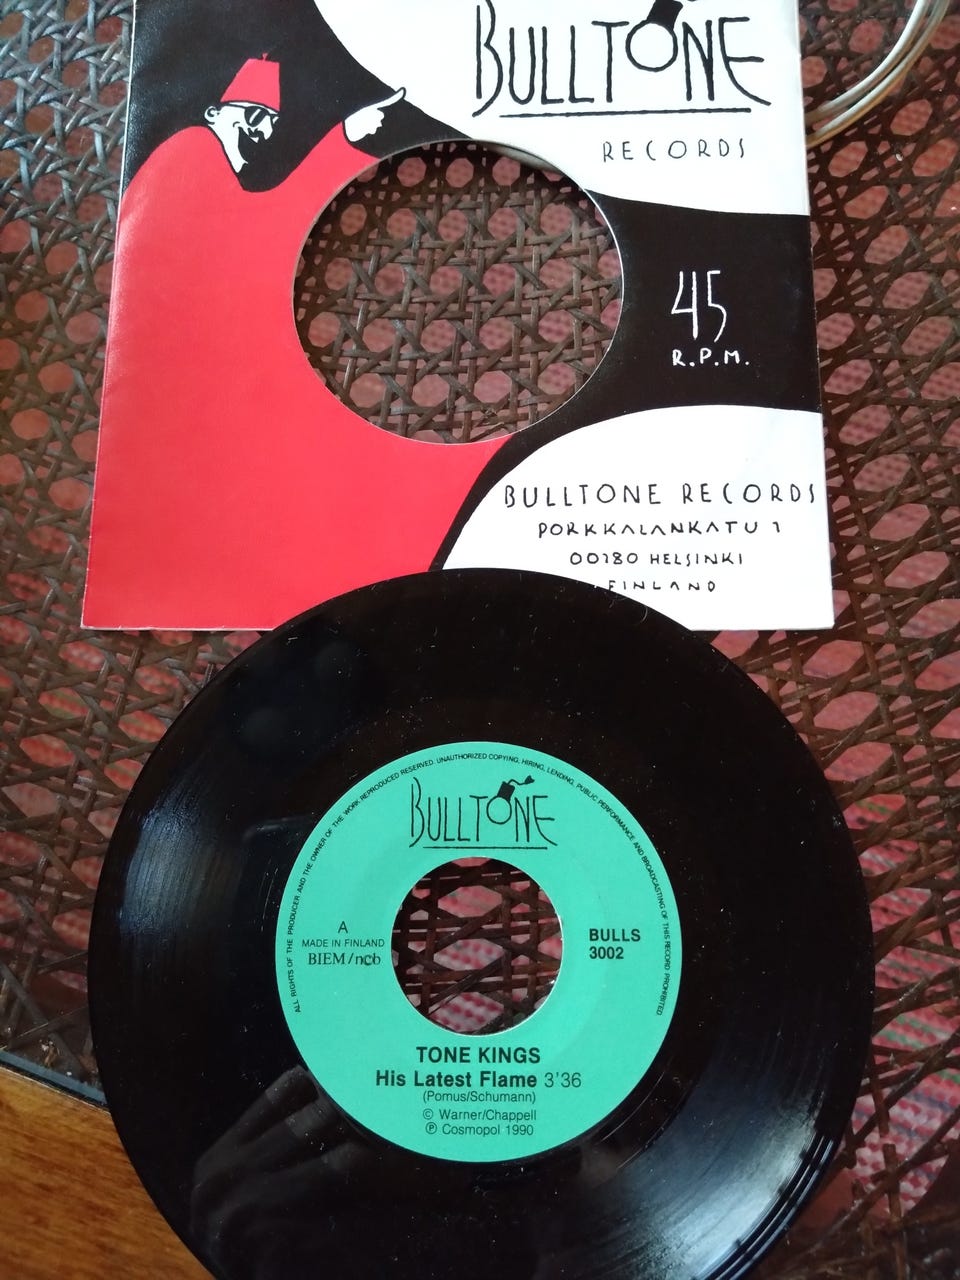 BULLTONE
RECORDS
45
R.P.M.
BULLTONE RECORDS
PORKKALANKATU 1
00180 HELSINKI
FINLAND
ALL RIGHTS OF THE PRODUCER AND THE OWNER OF THE WORK REPRODUCED RESERVED. UNAUTHORIZED COPYING, HIRING, LENDING, PUBLIC PERFORMANCE AND BROADCASTING OF THIS RECORD PROHIBITED
BULLTONE
A
MADE IN FINLAND
BIEM/ncb
BULLS
3002
TONE KINGS
His Latest Flame 3'36
(Pomus/Schumann)
© Warner/Chappell
℗ Cosmopol 1990